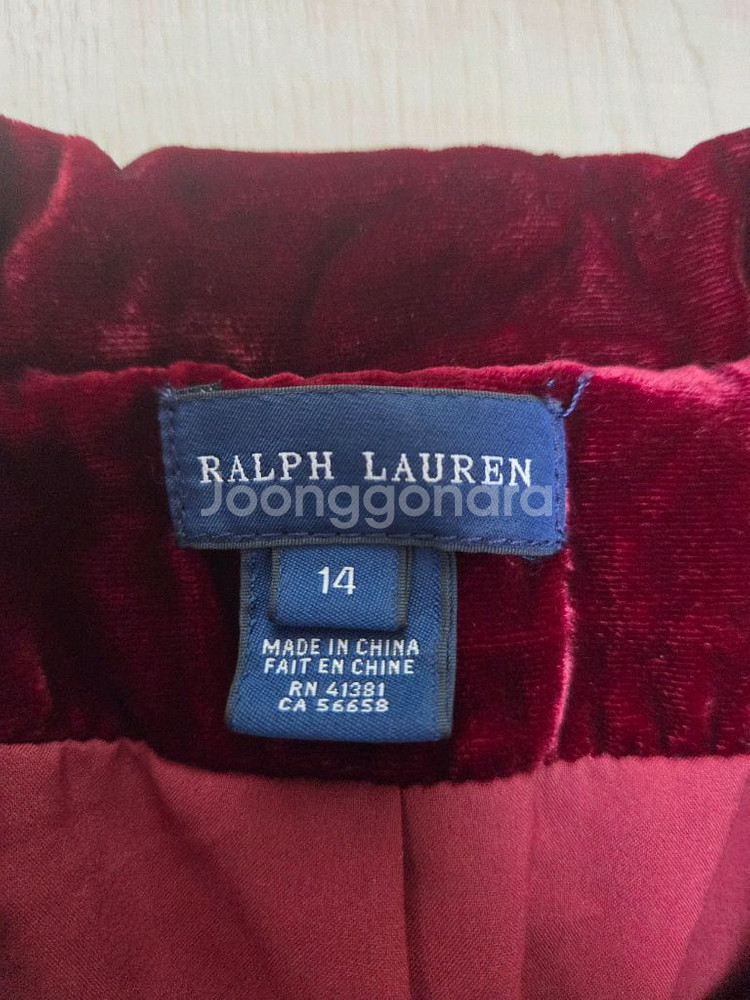 RALPH LAUREN
Joonggonara
14
MADE IN CHINA
FAIT EN CHINE
RN 41381
CA 56658